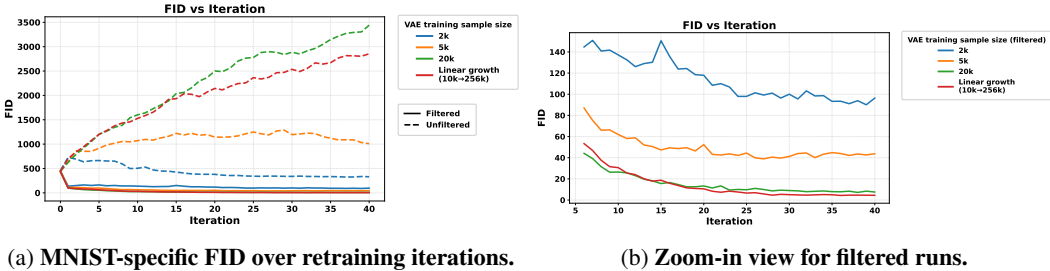 FID vs Iteration
3500
3000
2500
2000
1500
1000
500
0
FID
0 5 10 15 20 25 30 35 40
Iteration
VAE training sample size
2k
5k
20k
Linear growth
(10k→256k)
Filtered
Unfiltered
(a) MNIST-specific FID over retraining iterations.
FID vs Iteration
140
120
100
80
60
40
20
0
FID
5 10 15 20 25 30 35 40
Iteration
VAE training sample size (filtered)
2k
5k
20k
Linear growth
(10k→256k)
(b) Zoom-in view for filtered runs.